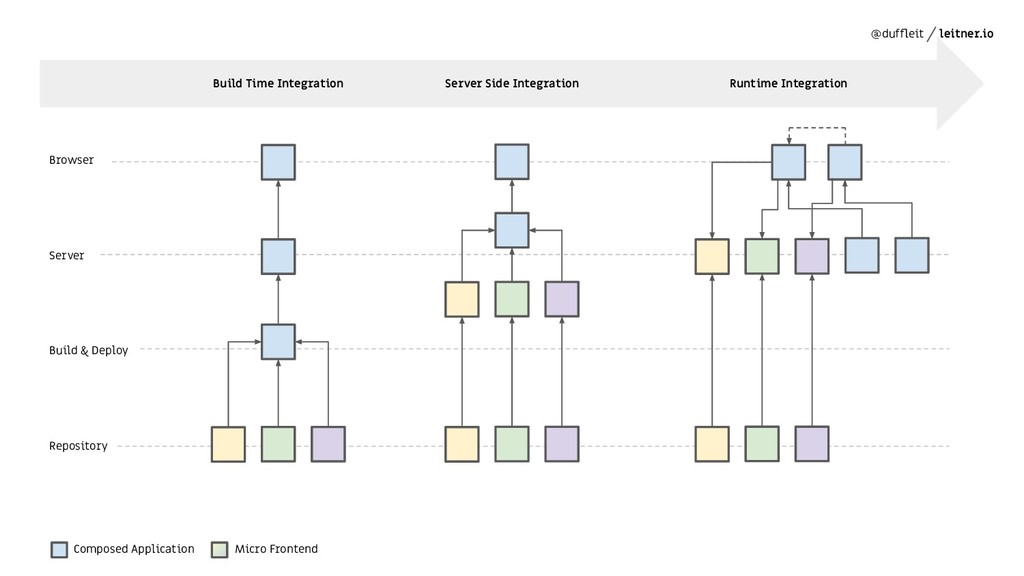 @duffleit / leitner.io
Build Time Integration
Server Side Integration
Runtime Integration
Browser
Server
Build & Deploy
Repository
Composed Application
Micro Frontend